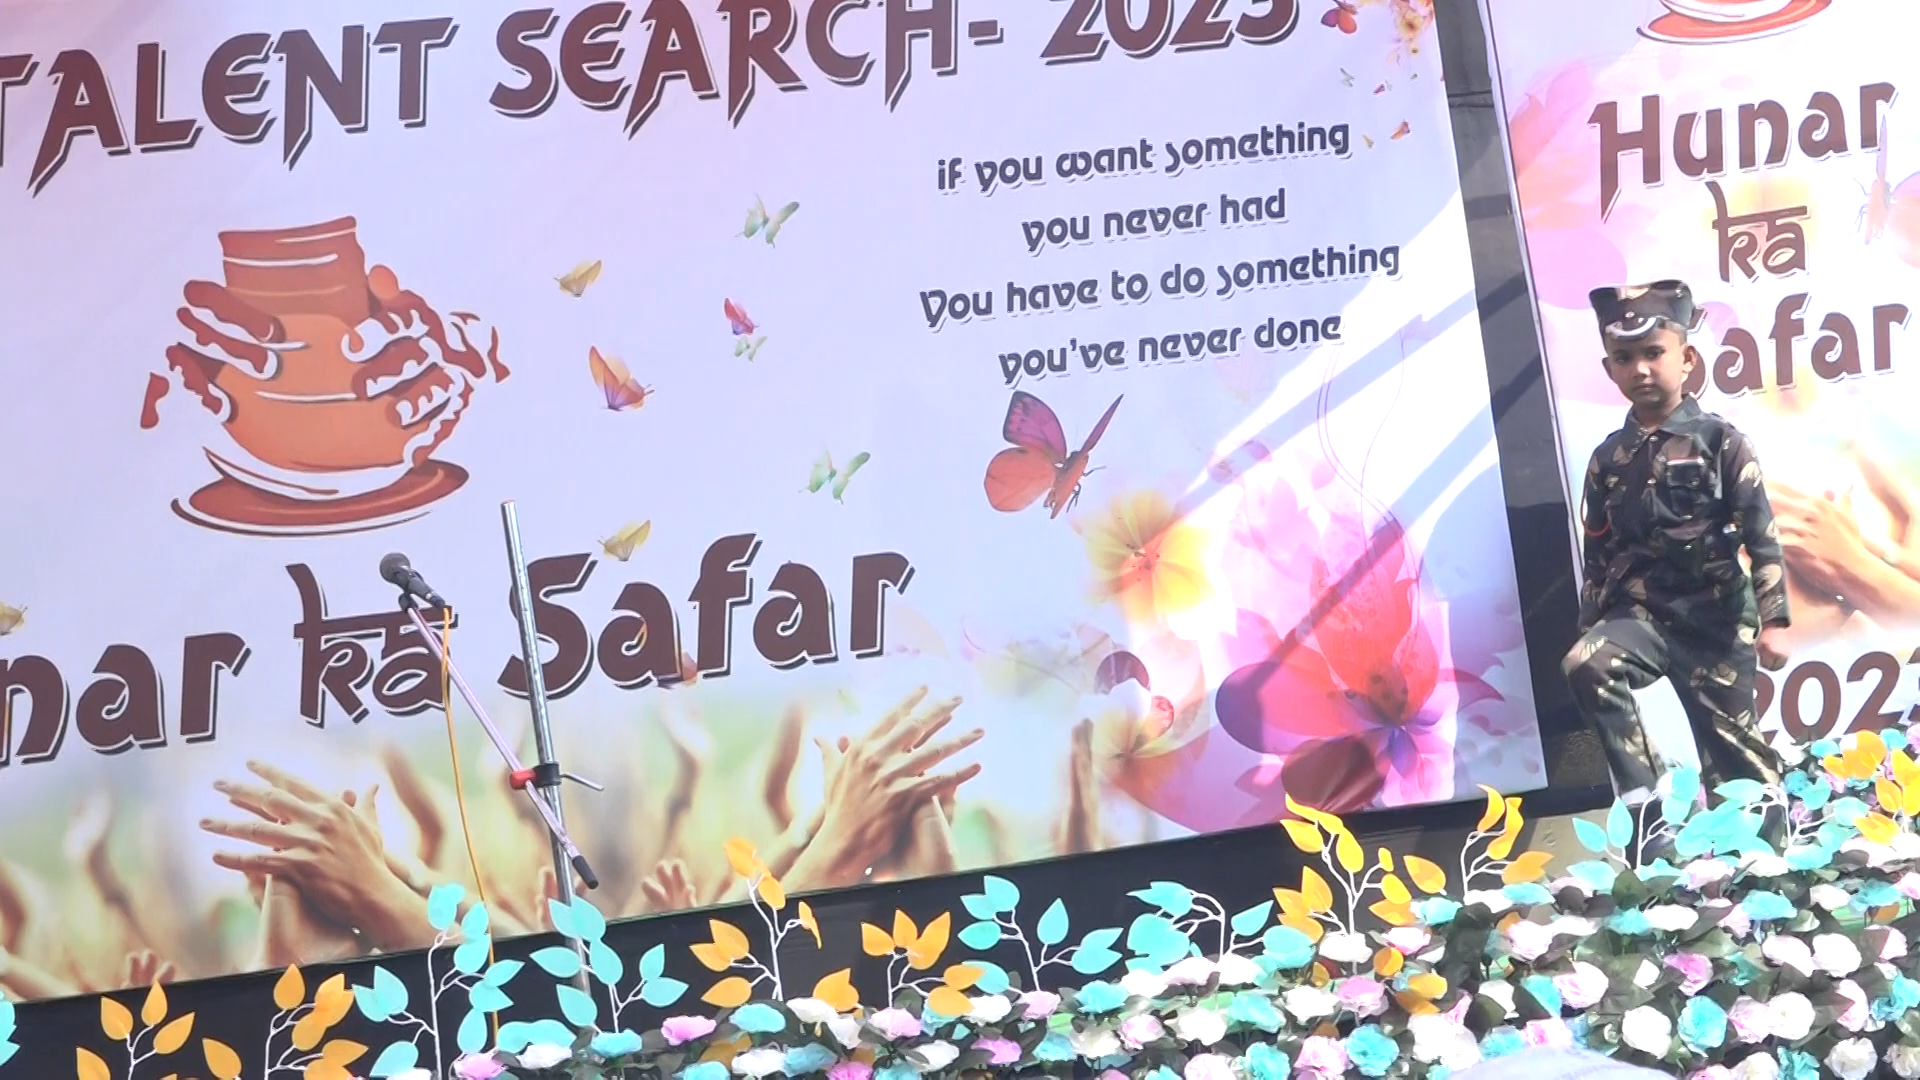 TALENT SEARCH- 2023
if you want something
you never had
You have to do something
you've never done
nar ka Safar
Hunar
ka
Safar
2023